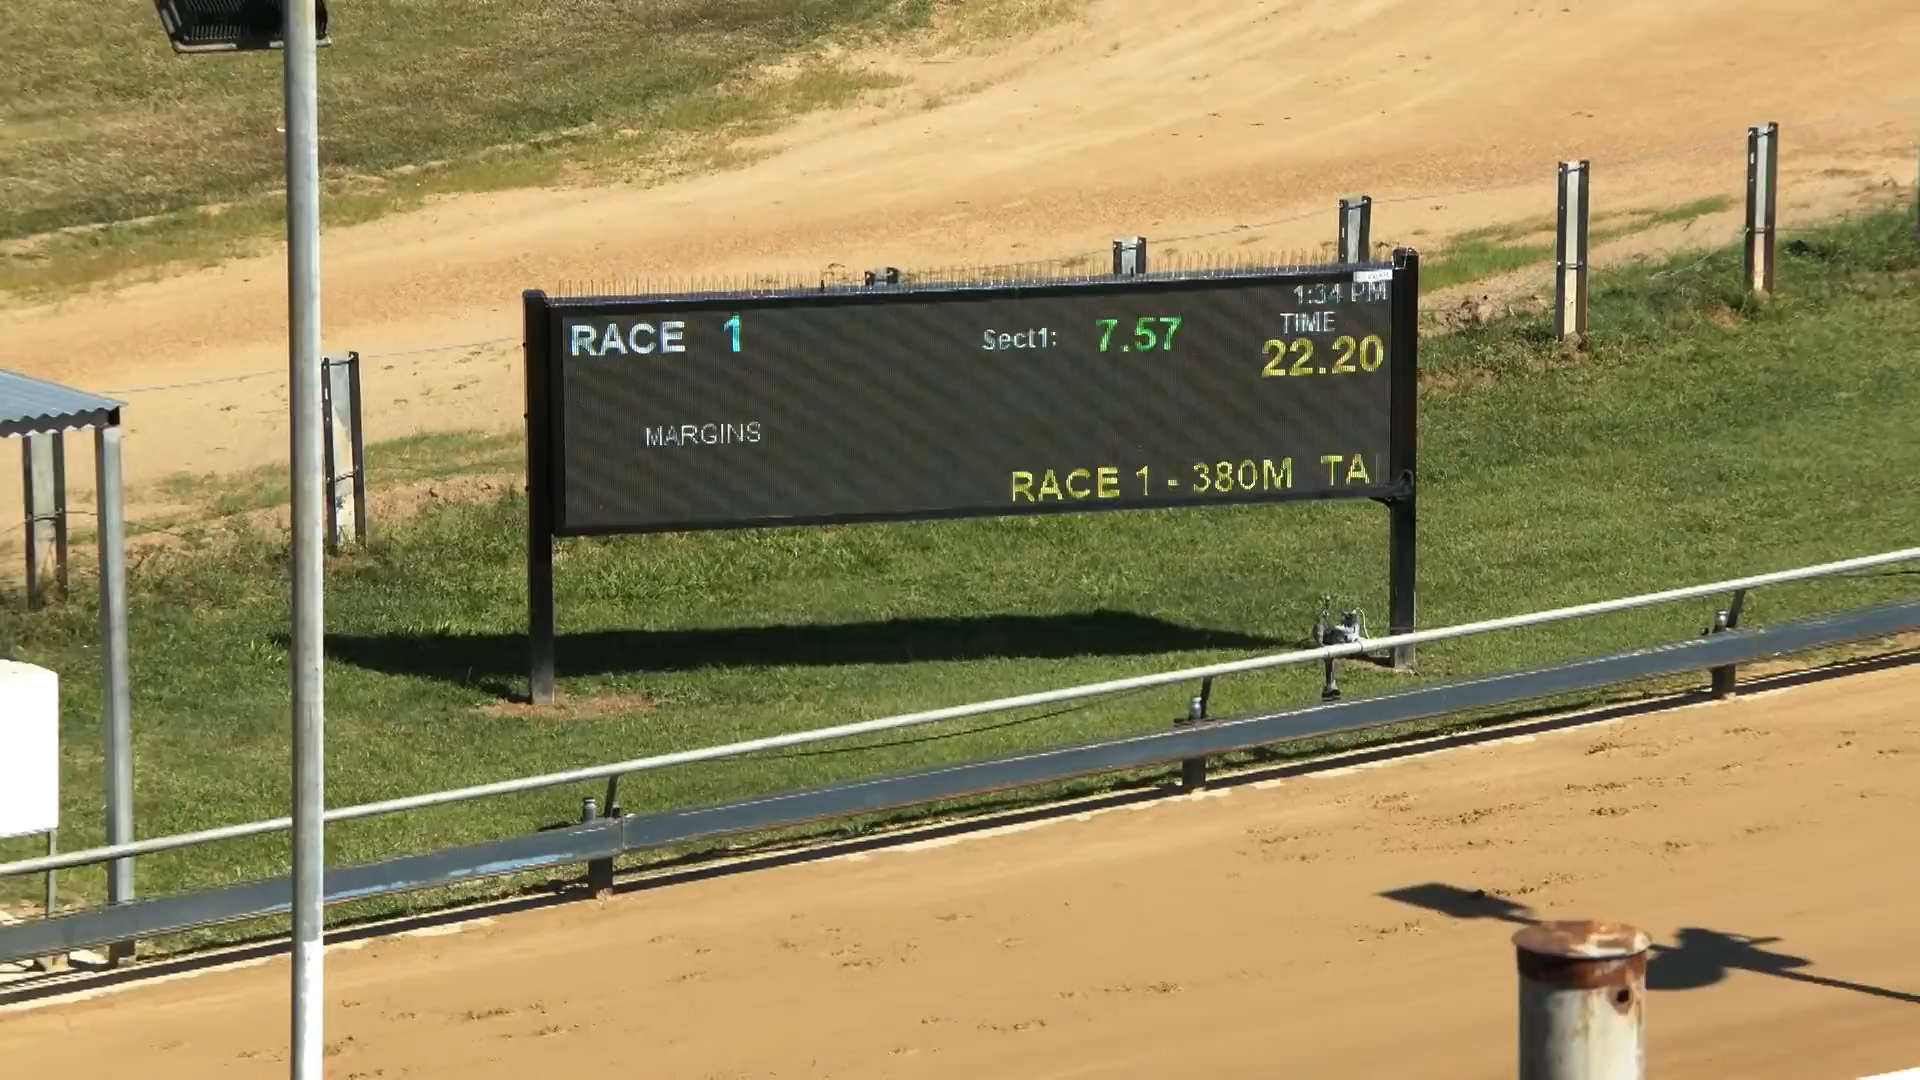 1:34 PM
RACE 1 Sect1: 7.57 TIME
22.20
MARGINS
RACE 1 - 380M TA